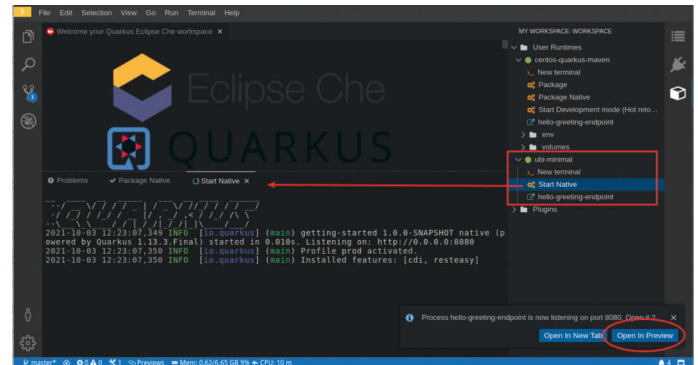 File Edit Selection View Go Run Terminal Help
Welcome your Quarkus Eclipse Che workspace ×
MY WORKSPACE: WORKSPACE
User Runtimes
centos-quarkus-maven
New terminal
Package
Package Native
Start Development mode (Hot relo...
hello-greeting-endpoint
env
volumes
ubi-minimal
New terminal
Start Native
hello-greeting-endpoint
Plugins
Eclipse Che
QUARKUS
Problems
Package Native
Start Native ×
2021-10-03 12:23:07,349 INFO [io.quarkus] (main) getting-started 1.0.0-SNAPSHOT native (p
owered by Quarkus 1.13.3.Final) started in 0.010s. Listening on: http://0.0.0.0:8080
2021-10-03 12:23:07,350 INFO [io.quarkus] (main) Profile prod activated.
2021-10-03 12:23:07,350 INFO [io.quarkus] (main) Installed features: [cdi, resteasy]
Process hello-greeting-endpoint is now listening on port 8080. Open it ?
Open In New Tab
Open In Preview
master* 0 0 1 Previews Mem: 0.62/6.65 GB 9% CPU: 10 m
4